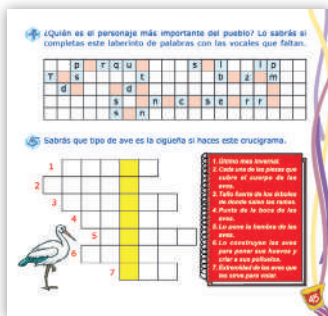 4 ¿Quién es el personaje más importante del pueblo? Lo sabrás si
completas este laberinto de palabras con las vocales que faltan.
p r q u s l l p
T s t b z m
d d
s n c s e r r
s n
5 Sabrás que tipo de ave es la cigüeña si haces este crucigrama.
1
2
3
4
5
6
7
1. Último mes invernal.
2. Cada una de las piezas que
cubre el cuerpo de las
aves.
3. Tallo fuerte de los árboles
de donde salen las ramas.
4. Punta de la boca de las
aves.
5. Lo pone la hembra de las
aves.
6. Lo construyen las aves
para poner sus huevos y
criar a sus polluelos.
7. Extremidad de las aves que
les sirve para volar.
45